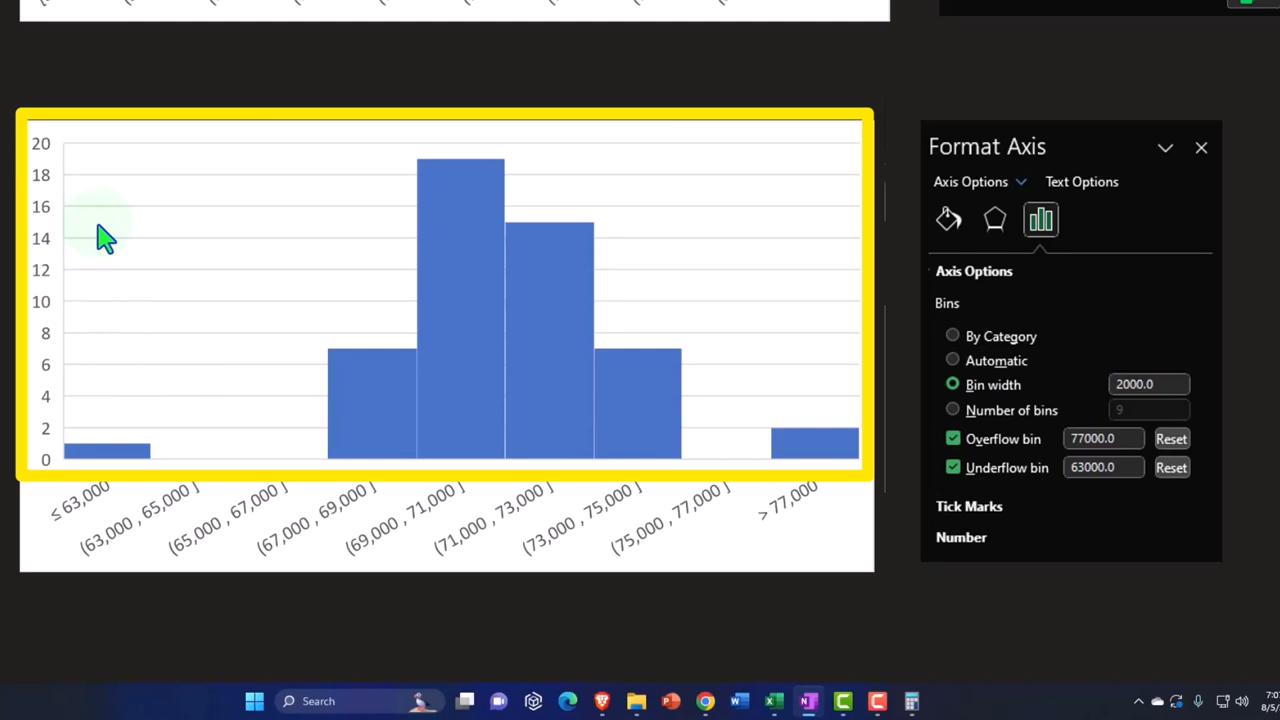 20
18
16
14
12
10
8
6
4
2
0
≤ 63,000
(63,000 , 65,000 ]
(65,000 , 67,000 ]
(67,000 , 69,000 ]
(69,000 , 71,000 ]
(71,000 , 73,000 ]
(73,000 , 75,000 ]
(75,000 , 77,000 ]
> 77,000
Format Axis
Axis Options Text Options
Axis Options
Bins
By Category
Automatic
Bin width 2000.0
Number of bins 9
Overflow bin 77000.0 Reset
Underflow bin 63000.0 Reset
Tick Marks
Number
Search